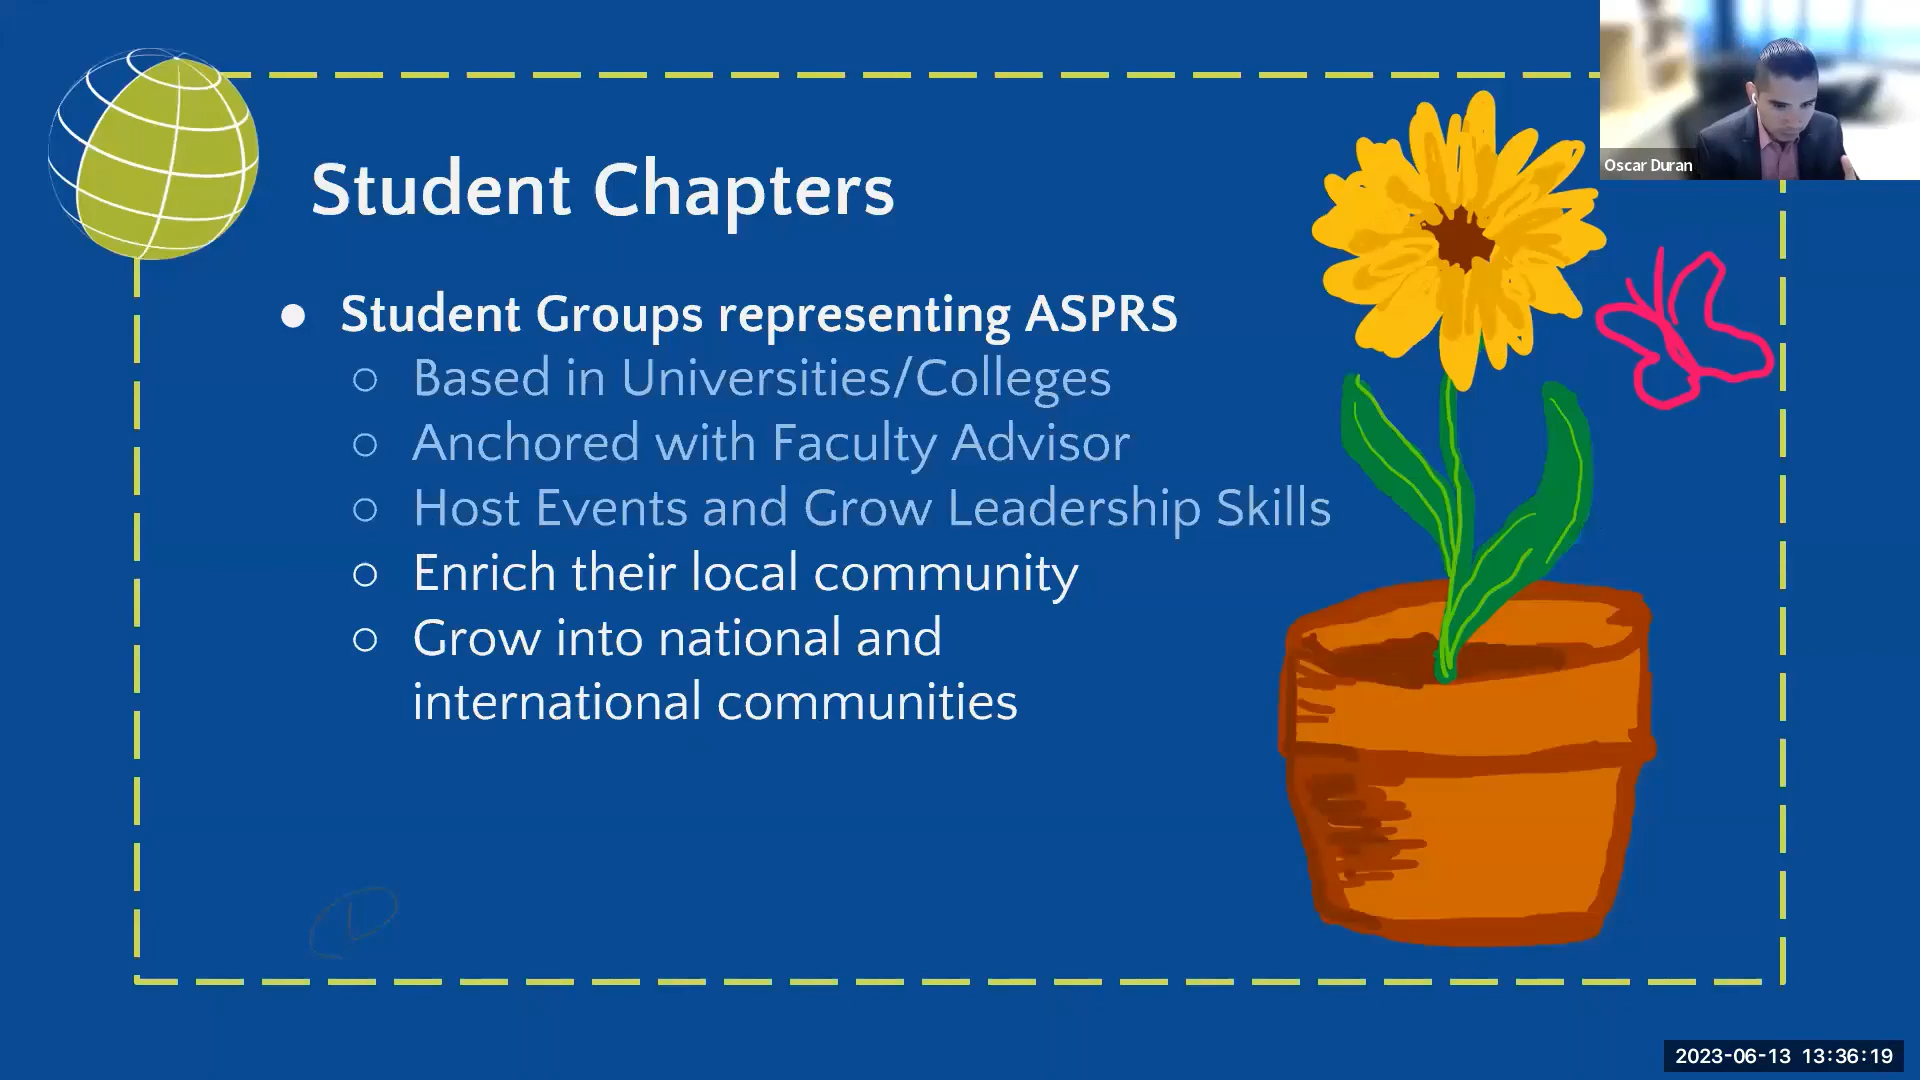 Student Chapters
Oscar Duran
● Student Groups representing ASPRS
○ Based in Universities/Colleges
○ Anchored with Faculty Advisor
○ Host Events and Grow Leadership Skills
○ Enrich their local community
○ Grow into national and
international communities
2023-06-13 13:36:19